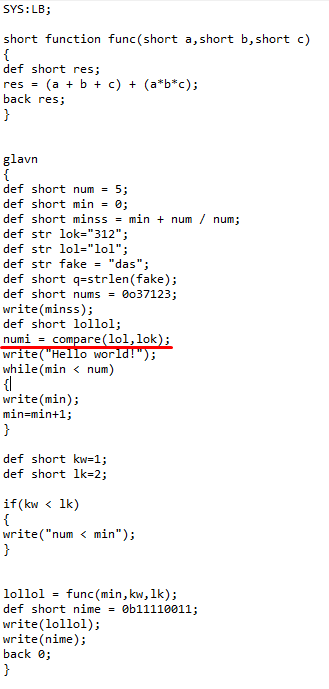 SYS:LB;
short function func(short a,short b,short c)
{
def short res;
res = (a + b + c) + (a*b*c);
back res;
}
glavn
{
def short num = 5;
def short min = 0;
def short minss = min + num / num;
def str lok="312";
def str lol="lol";
def str fake = "das";
def short q=strlen(fake);
def short nums = 0o37123;
write(minss);
def short lollol;
numi = compare(lol,lok);
write("Hello world!");
while(min < num)
{
write(min);
min=min+1;
}
def short kw=1;
def short lk=2;
if(kw < lk)
{
write("num < min");
}
lollol = func(min,kw,lk);
def short nime = 0b11110011;
write(lollol);
write(nime);
back 0;
}